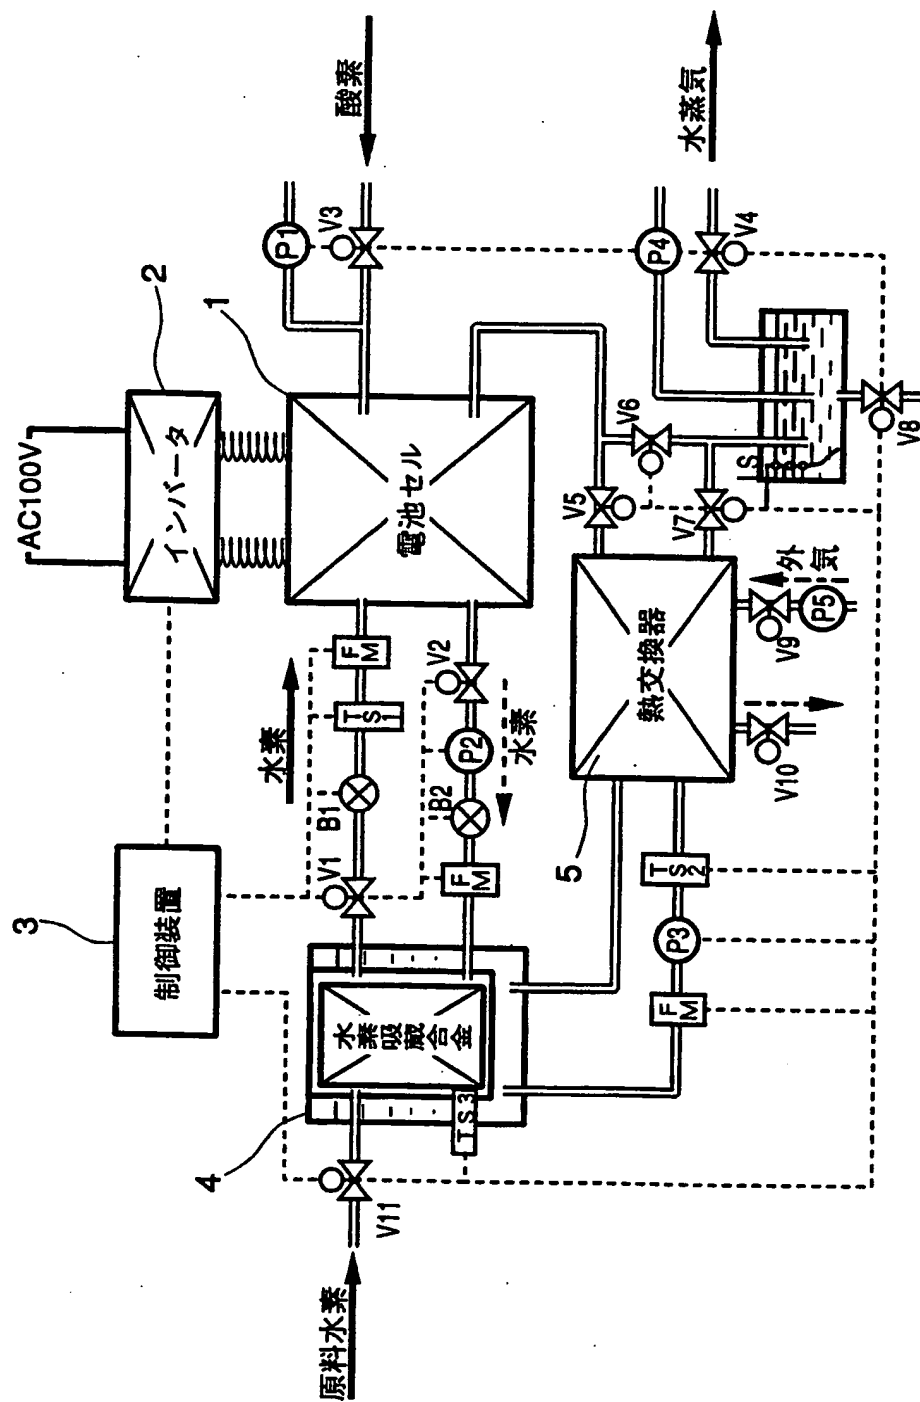 AC100V
2
インバータ
1
電池セル
3
制御装置
酸素
P1
V3
水蒸気
P4
V4
水素
FM
TS1
B1
V1
V2
P2
水素
B2
FM
V5
V6
V7
S
V8
熱交換器
5
外気
V9
P5
V10
TS2
P3
FM
水素吸蔵合金
TS3
4
V11
原料水素